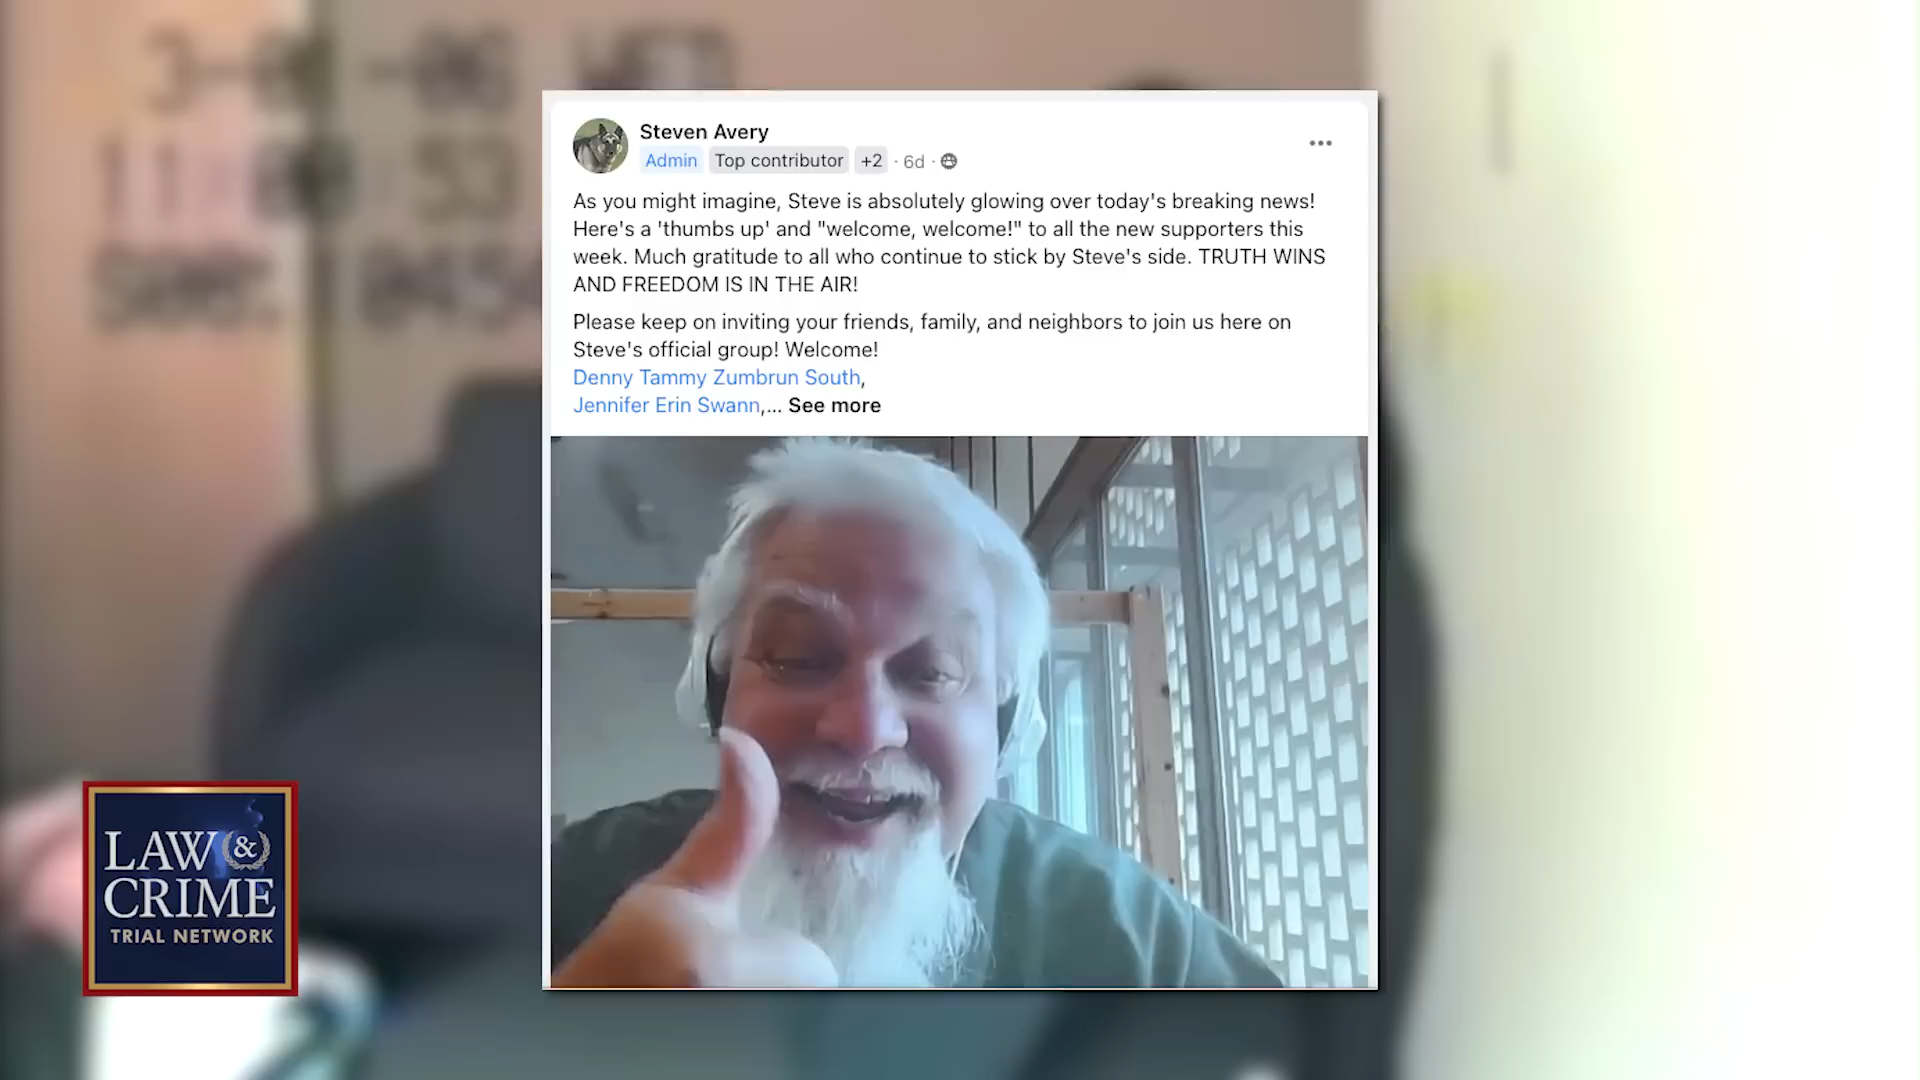 Steven Avery
Admin Top contributor +2 · 6d ·
As you might imagine, Steve is absolutely glowing over today's breaking news!
Here's a 'thumbs up' and "welcome, welcome!" to all the new supporters this
week. Much gratitude to all who continue to stick by Steve's side. TRUTH WINS
AND FREEDOM IS IN THE AIR!
Please keep on inviting your friends, family, and neighbors to join us here on
Steve's official group! Welcome!
Denny Tammy Zumbrun South,
Jennifer Erin Swann,... See more
LAW &
CRIME
TRIAL NETWORK